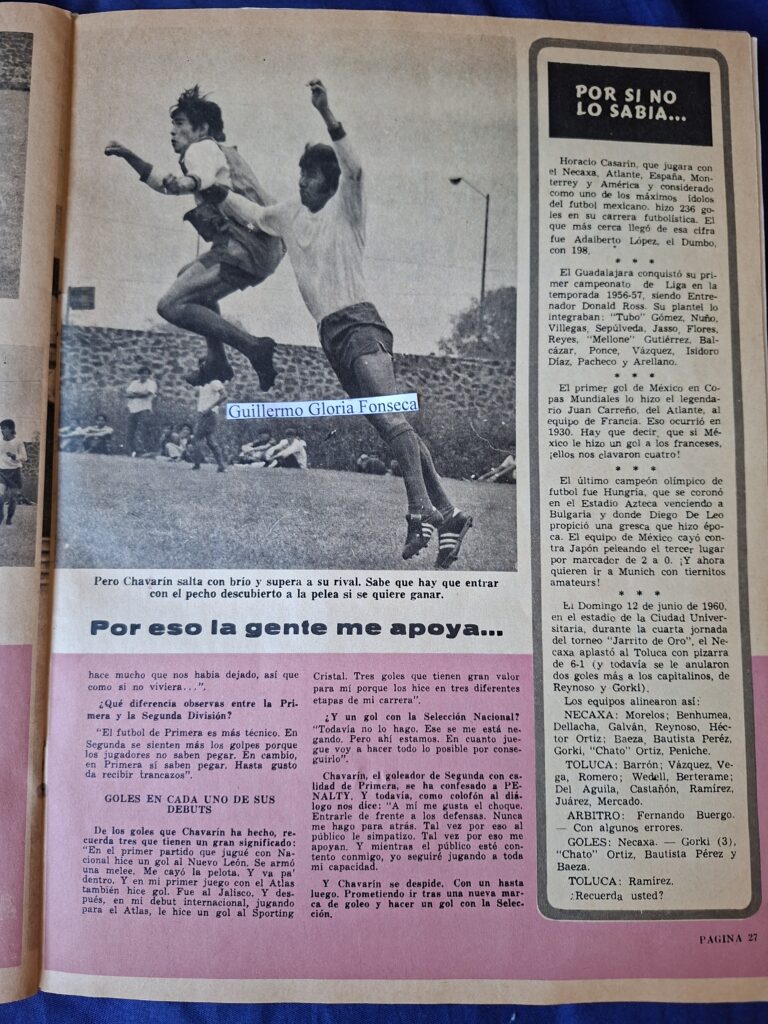 Guillermo Gloria Fonseca
Pero Chavarín salta con brío y supera a su rival. Sabe que hay que entrar
con el pecho descubierto a la pelea si se quiere ganar.
Por eso la gente me apoya...
hace mucho que nos había dejado, así que
como si no viviera...".
¿Qué diferencia observas entre la Pri-
mera y la Segunda División?
"El futbol de Primera es más técnico. En
Segunda se sienten más los golpes porque
los jugadores no saben pegar. En cambio,
en Primera sí saben pegar. Hasta gusto
da recibir trancazos".
GOLES EN CADA UNO DE SUS
DEBUTS
De los goles que Chavarín ha hecho, re-
cuerda tres que tienen un gran significado:
"En el primer partido que jugué con Na-
cional hice un gol al Nuevo León. Se armó
una melee. Me cayó la pelota. Y va pa'
dentro. Y en mi primer juego con el Atlas
también hice gol. Fue al Jalisco. Y des-
pués, en mi debut internacional, jugando
para el Atlas, le hice un gol al Sporting
Cristal. Tres goles que tienen gran valor
para mí porque los hice en tres diferentes
etapas de mi carrera".
¿Y un gol con la Selección Nacional?
"Todavía no lo hago. Ese se me está ne-
gando. Pero ahí estamos. En cuanto jue-
gue voy a hacer todo lo posible por conse-
guirlo".
Chavarín, el goleador de Segunda con ca-
lidad de Primera, se ha confesado a PE-
NALTY. Y todavía, como colofón al diá-
logo nos dice: "A mí me gusta el choque.
Entrarle de frente a los defensas. Nunca
me hago para atrás. Tal vez por eso al
público le simpatizo. Tal vez por eso me
apoyan. Y mientras el público esté con-
tento conmigo, yo seguiré jugando a toda
mi capacidad.
Y Chavarín se despide. Con un hasta
luego. Prometiendo ir tras una nueva mar-
ca de goleo y hacer un gol con la Selec-
ción.
POR SI NO
LO SABIA...
Horacio Casarín, que jugara con
el Necaxa, Atlante, España, Mon-
terrey y América y considerado
como uno de los máximos ídolos
del futbol mexicano. hizo 236 go-
les en su carrera futbolística. El
que más cerca llegó de esa cifra
fue Adalberto López, el Dumbo,
con 198.
* * *
El Guadalajara conquistó su pri-
mer campeonato de Liga en la
temporada 1956-57, siendo Entre-
nador Donald Ross. Su plantel lo
integraban: "Tubo" Gómez, Nuño,
Villegas, Sepúlveda, Jasso, Flores,
Reyes, "Mellone" Gutiérrez, Bal-
cázar, Ponce, Vázquez, Isidoro
Díaz, Pacheco y Arellano.
* * *
El primer gol de México en Co-
pas Mundiales lo hizo el legenda-
rio Juan Carreño, del Atlante, al
equipo de Francia. Eso ocurrió en
1930. Hay que decir, que si Mé-
xico le hizo un gol a los franceses,
¡ellos nos clavaron cuatro!
* * *
El último campeón olímpico de
futbol fue Hungría, que se coronó
en el Estadio Azteca venciendo a
Bulgaria y donde Diego De Leo
propició una gresca que hizo épo-
ca. El equipo de México cayó con-
tra Japón peleando el tercer lugar
por marcador de 2 a 0. ¡Y ahora
quieren ir a Munich con tiernitos
amateurs!
* * *
El Domingo 12 de junio de 1960,
en el estadio de la Ciudad Univer-
sitaria, durante la cuarta jornada
del torneo "Jarrito de Oro", el Ne-
caxa aplastó al Toluca con pizarra
de 6-1 (y todavía se le anularon
dos goles más a los capitalinos, de
Reynoso y Gorki).
Los equipos alinearon así:
NECAXA: Morelos; Benhumea,
Dellacha, Galván, Reynoso, Héc-
tor Ortiz; Baeza, Bautista Peréz,
Gorki, "Chato" Ortiz, Peniche.
TOLUCA: Barrón; Vázquez, Ve-
ga, Romero; Wedell, Berterame;
Del Aguila, Castañón, Ramírez,
Juárez, Mercado.
ARBITRO: Fernando Buergo.
— Con algunos errores.
GOLES: Necaxa. — Gorki (3),
"Chato" Ortiz, Bautista Pérez y
Baeza.
TOLUCA: Ramírez.
¿Recuerda usted?
PAGINA 27